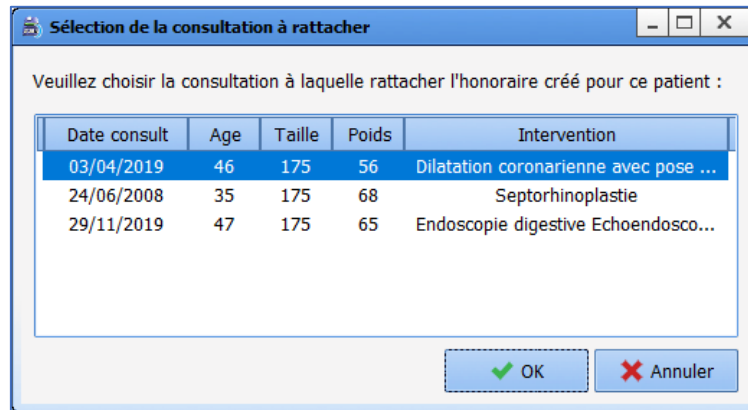 Sélection de la consultation à rattacher
Veuillez choisir la consultation à laquelle rattacher l'honoraire créé pour ce patient :
Date consult Age Taille Poids Intervention
03/04/2019 46 175 56 Dilatation coronarienne avec pose ...
24/06/2008 35 175 68 Septorhinoplastie
29/11/2019 47 175 65 Endoscopie digestive Echoendosco...
OK Annuler